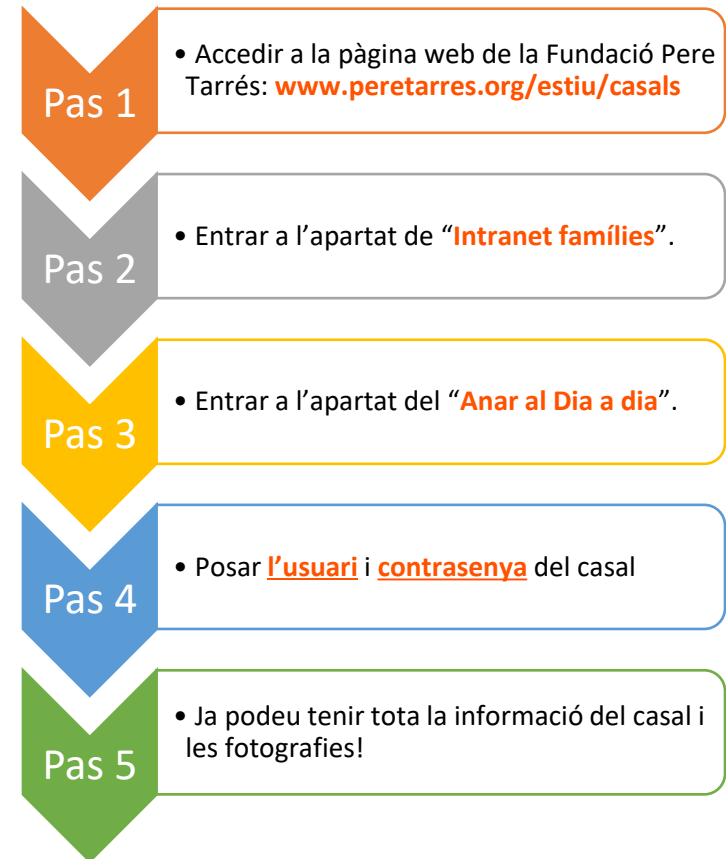 Pas 1
• Accedir a la pàgina web de la Fundació Pere
Tarrés: www.peretarres.org/estiu/casals
Pas 2
• Entrar a l’apartat de “Intranet famílies”.
Pas 3
• Entrar a l’apartat del “Anar al Dia a dia”.
Pas 4
• Posar l’usuari i contrasenya del casal
Pas 5
• Ja podeu tenir tota la informació del casal i
les fotografies!